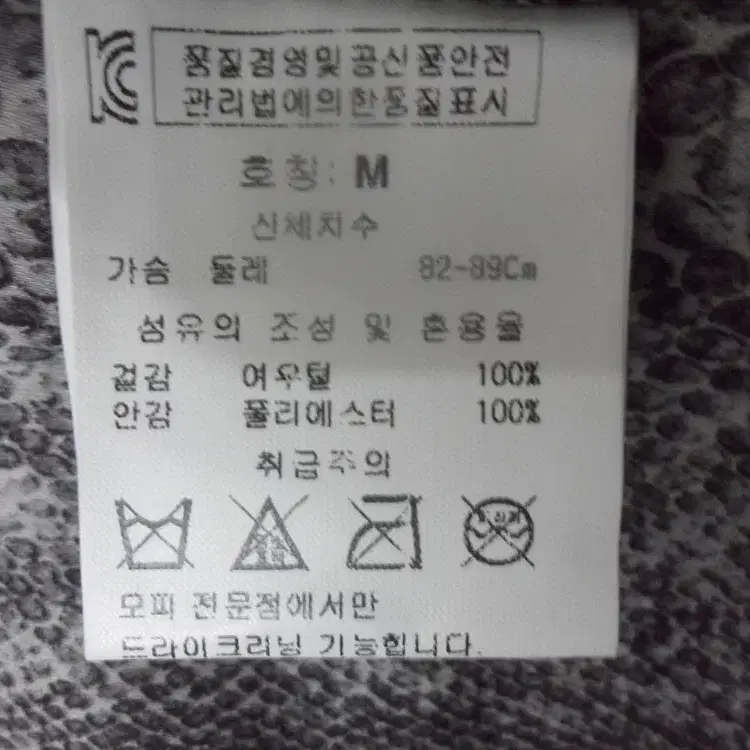 품질경영및공산품안전
관리법에의한품질표시
호칭: M
신체치수
가슴 둘레 82-89Cm
섬유의 조성 및 혼용율
겉감 여우털 100%
안감 폴리에스터 100%
취급주의
모피 전문점에서만
드라이크리닝 가능합니다.